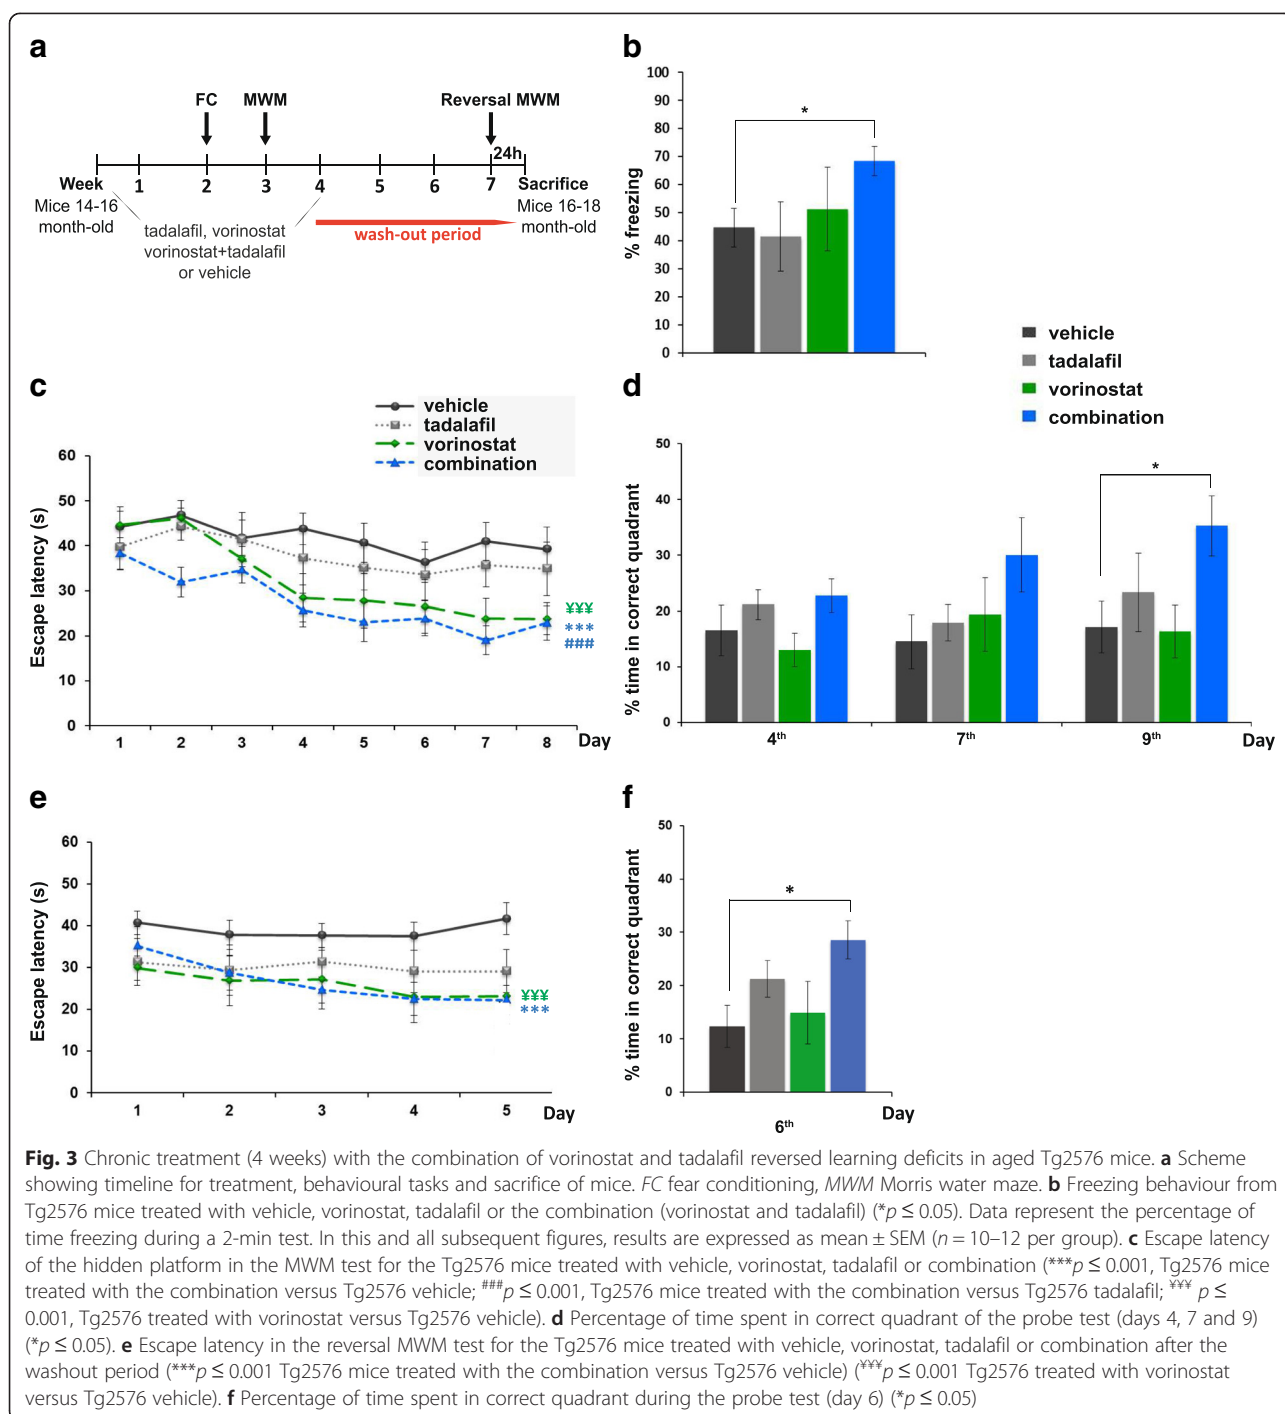 a
FC MWM Reversal MWM
24h
Week 1 2 3 4 5 6 7 Sacrifice
Mice 14-16
month-old
tadalafil, vorinostat
vorinostat+tadalafil
or vehicle
wash-out period
Mice 16-18
month-old
b
% freezing
100
90
80
70
60
50
40
30
20
10
0
*
vehicle
tadalafil
vorinostat
combination
c
vehicle
tadalafil
vorinostat
combination
Escape latency (s)
60
50
40
30
20
10
0
¥¥¥
***
###
1 2 3 4 5 6 7 8 Day
d
% time in correct quadrant
50
40
30
20
10
0
*
4th 7th 9th Day
e
Escape latency (s)
60
50
40
30
20
10
0
¥¥¥
***
1 2 3 4 5 Day
f
% time in correct quadrant
50
40
30
20
10
0
*
6th Day
Fig. 3 Chronic treatment (4 weeks) with the combination of vorinostat and tadalafil reversed learning deficits in aged Tg2576 mice. a Scheme
showing timeline for treatment, behavioural tasks and sacrifice of mice. FC fear conditioning, MWM Morris water maze. b Freezing behaviour from
Tg2576 mice treated with vehicle, vorinostat, tadalafil or the combination (vorinostat and tadalafil) (*p ≤ 0.05). Data represent the percentage of
time freezing during a 2-min test. In this and all subsequent figures, results are expressed as mean ± SEM (n = 10–12 per group). c Escape latency
of the hidden platform in the MWM test for the Tg2576 mice treated with vehicle, vorinostat, tadalafil or combination (***p ≤ 0.001, Tg2576 mice
treated with the combination versus Tg2576 vehicle; ###p ≤ 0.001, Tg2576 mice treated with the combination versus Tg2576 tadalafil; ¥¥¥ p ≤
0.001, Tg2576 treated with vorinostat versus Tg2576 vehicle). d Percentage of time spent in correct quadrant of the probe test (days 4, 7 and 9)
(*p ≤ 0.05). e Escape latency in the reversal MWM test for the Tg2576 mice treated with vehicle, vorinostat, tadalafil or combination after the
washout period (***p ≤ 0.001 Tg2576 mice treated with the combination versus Tg2576 vehicle) (¥¥¥p ≤ 0.001 Tg2576 treated with vorinostat
versus Tg2576 vehicle). f Percentage of time spent in correct quadrant during the probe test (day 6) (*p ≤ 0.05)